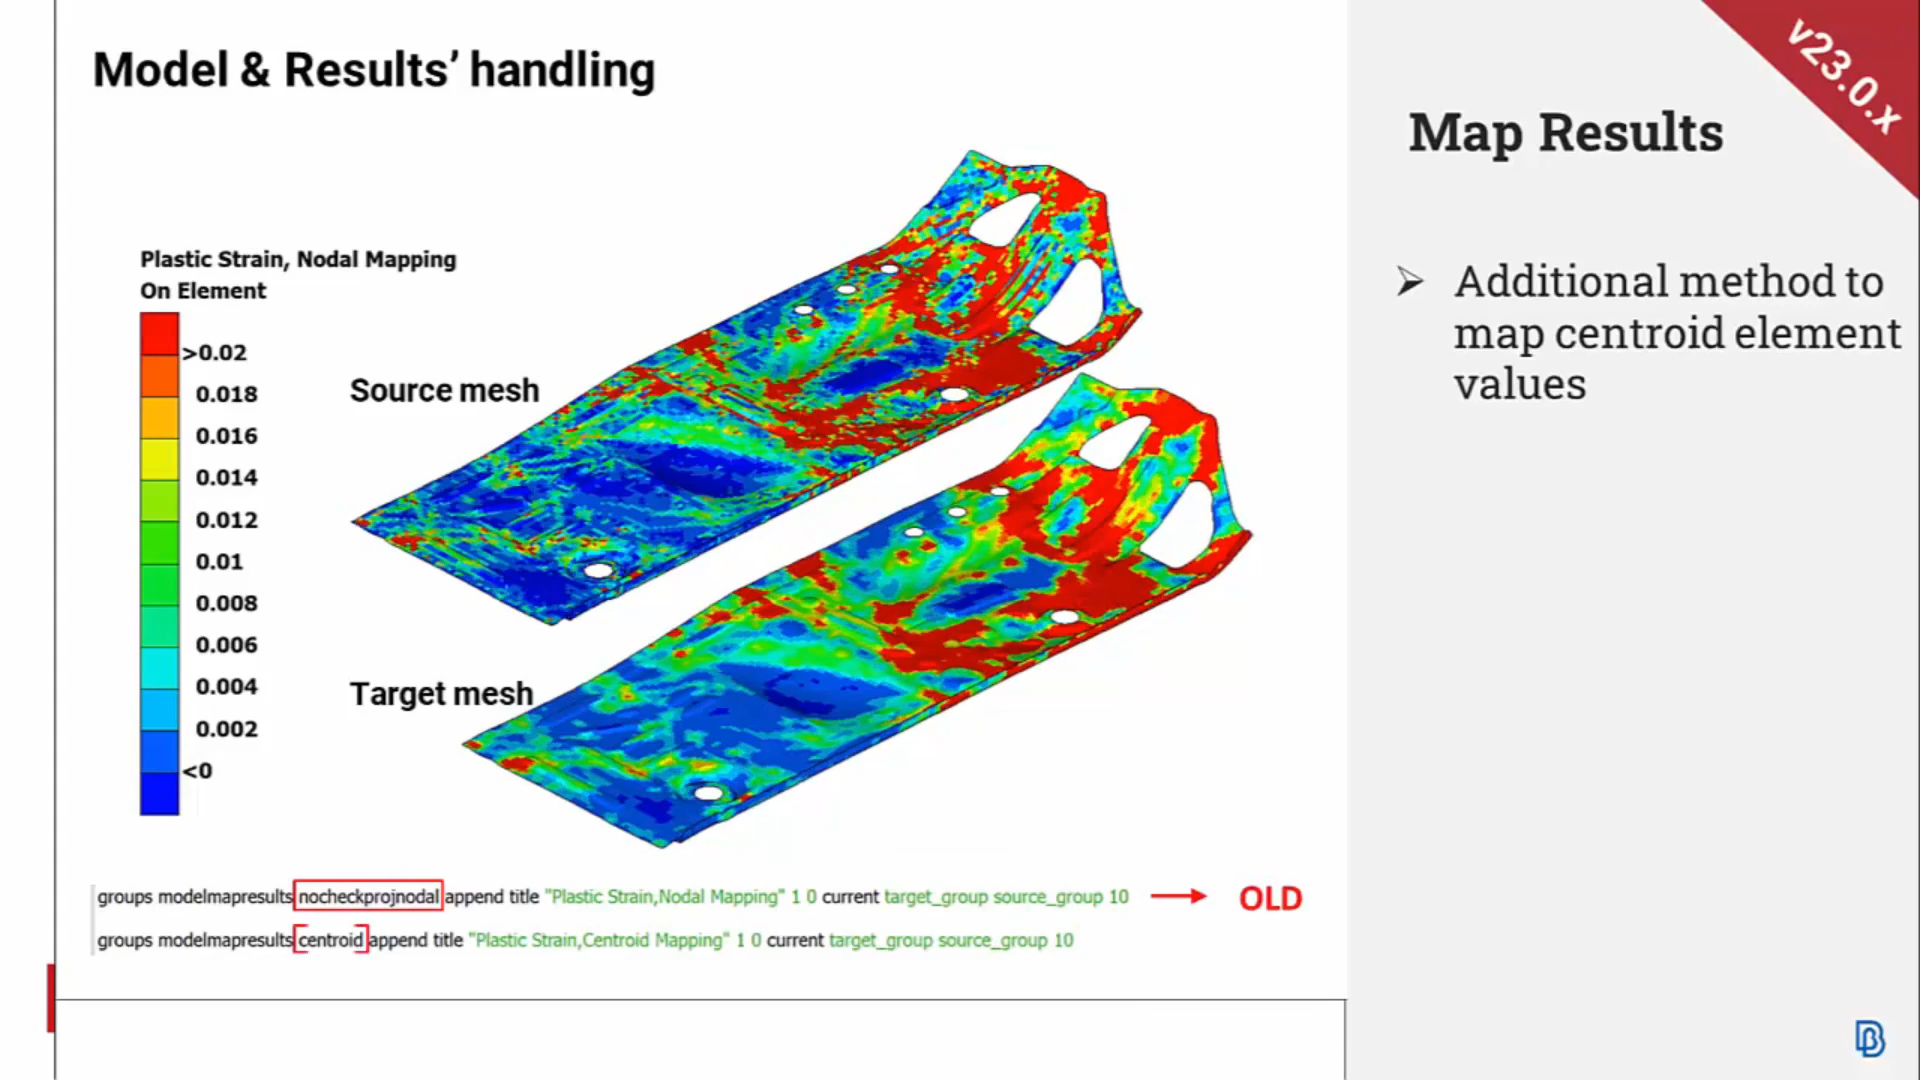 Model & Results’ handling
v23.0.x
Map Results
Additional method to
map centroid element
values
Plastic Strain, Nodal Mapping
On Element
>0.02
0.018
0.016
0.014
0.012
0.01
0.008
0.006
0.004
0.002
<0
Source mesh
Target mesh
groups modelmapresults nocheckprojnodal append title "Plastic Strain,Nodal Mapping" 1 0 current target_group source_group 10
OLD
groups modelmapresults centroid append title "Plastic Strain,Centroid Mapping" 1 0 current target_group source_group 10